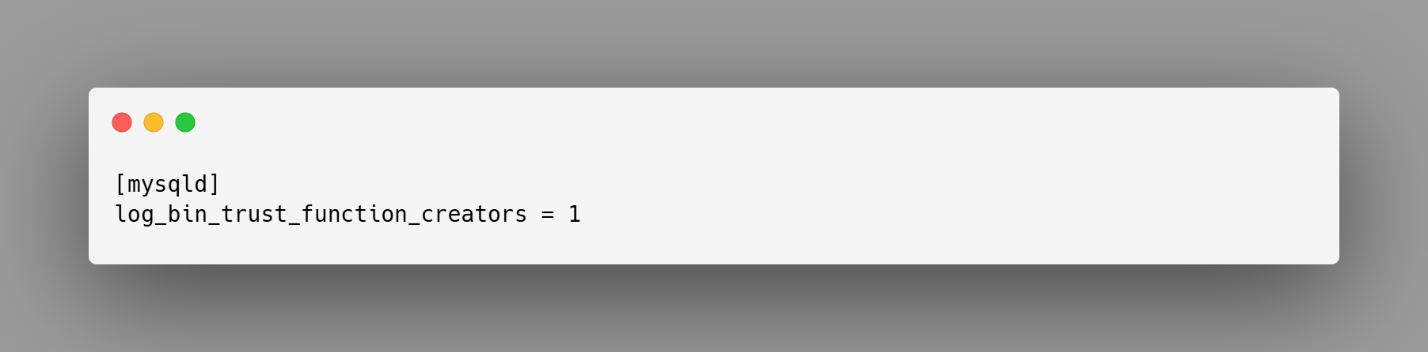 [mysqld]
log_bin_trust_function_creators = 1